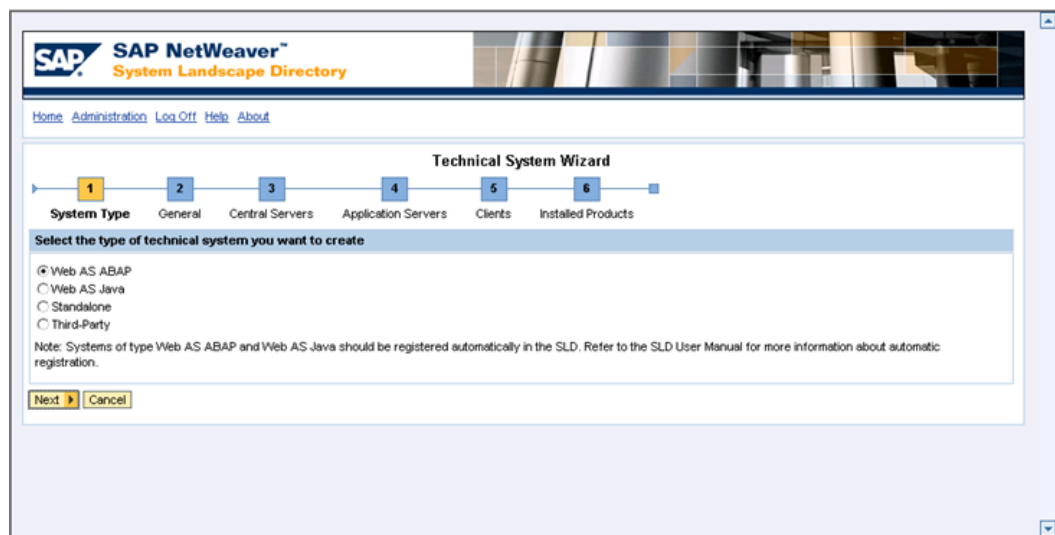 SAP SAP NetWeaver™
System Landscape Directory
Home Administration Log Off Help About
Technical System Wizard
1 2 3 4 5 6
System Type General Central Servers Application Servers Clients Installed Products
Select the type of technical system you want to create
Web AS ABAP
Web AS Java
Standalone
Third-Party
Note: Systems of type Web AS ABAP and Web AS Java should be registered automatically in the SLD. Refer to the SLD User Manual for more information about automatic
registration.
Next Cancel